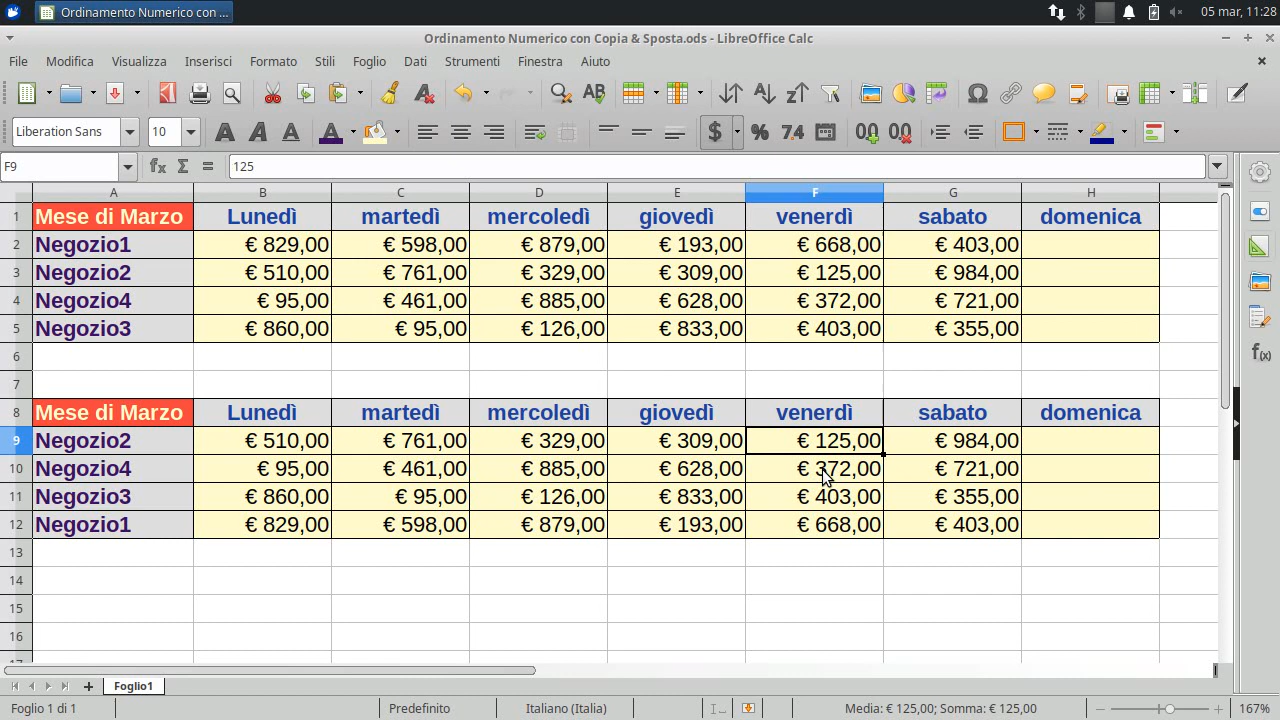 Ordinamento Numerico con ...
05 mar, 11:28
Ordinamento Numerico con Copia & Sposta.ods - LibreOffice Calc
File Modifica Visualizza Inserisci Formato Stili Foglio Dati Strumenti Finestra Aiuto
Liberation Sans 10
F9 125
A B C D E F G H
1 Mese di Marzo Lunedì martedì mercoledì giovedì venerdì sabato domenica
2 Negozio1 € 829,00 € 598,00 € 879,00 € 193,00 € 668,00 € 403,00
3 Negozio2 € 510,00 € 761,00 € 329,00 € 309,00 € 125,00 € 984,00
4 Negozio4 € 95,00 € 461,00 € 885,00 € 628,00 € 372,00 € 721,00
5 Negozio3 € 860,00 € 95,00 € 126,00 € 833,00 € 403,00 € 355,00
6
7
8 Mese di Marzo Lunedì martedì mercoledì giovedì venerdì sabato domenica
9 Negozio2 € 510,00 € 761,00 € 329,00 € 309,00 € 125,00 € 984,00
10 Negozio4 € 95,00 € 461,00 € 885,00 € 628,00 € 372,00 € 721,00
11 Negozio3 € 860,00 € 95,00 € 126,00 € 833,00 € 403,00 € 355,00
12 Negozio1 € 829,00 € 598,00 € 879,00 € 193,00 € 668,00 € 403,00
13
14
15
16
17
Foglio1
Foglio 1 di 1 Predefinito Italiano (Italia) Media: € 125,00; Somma: € 125,00 167%